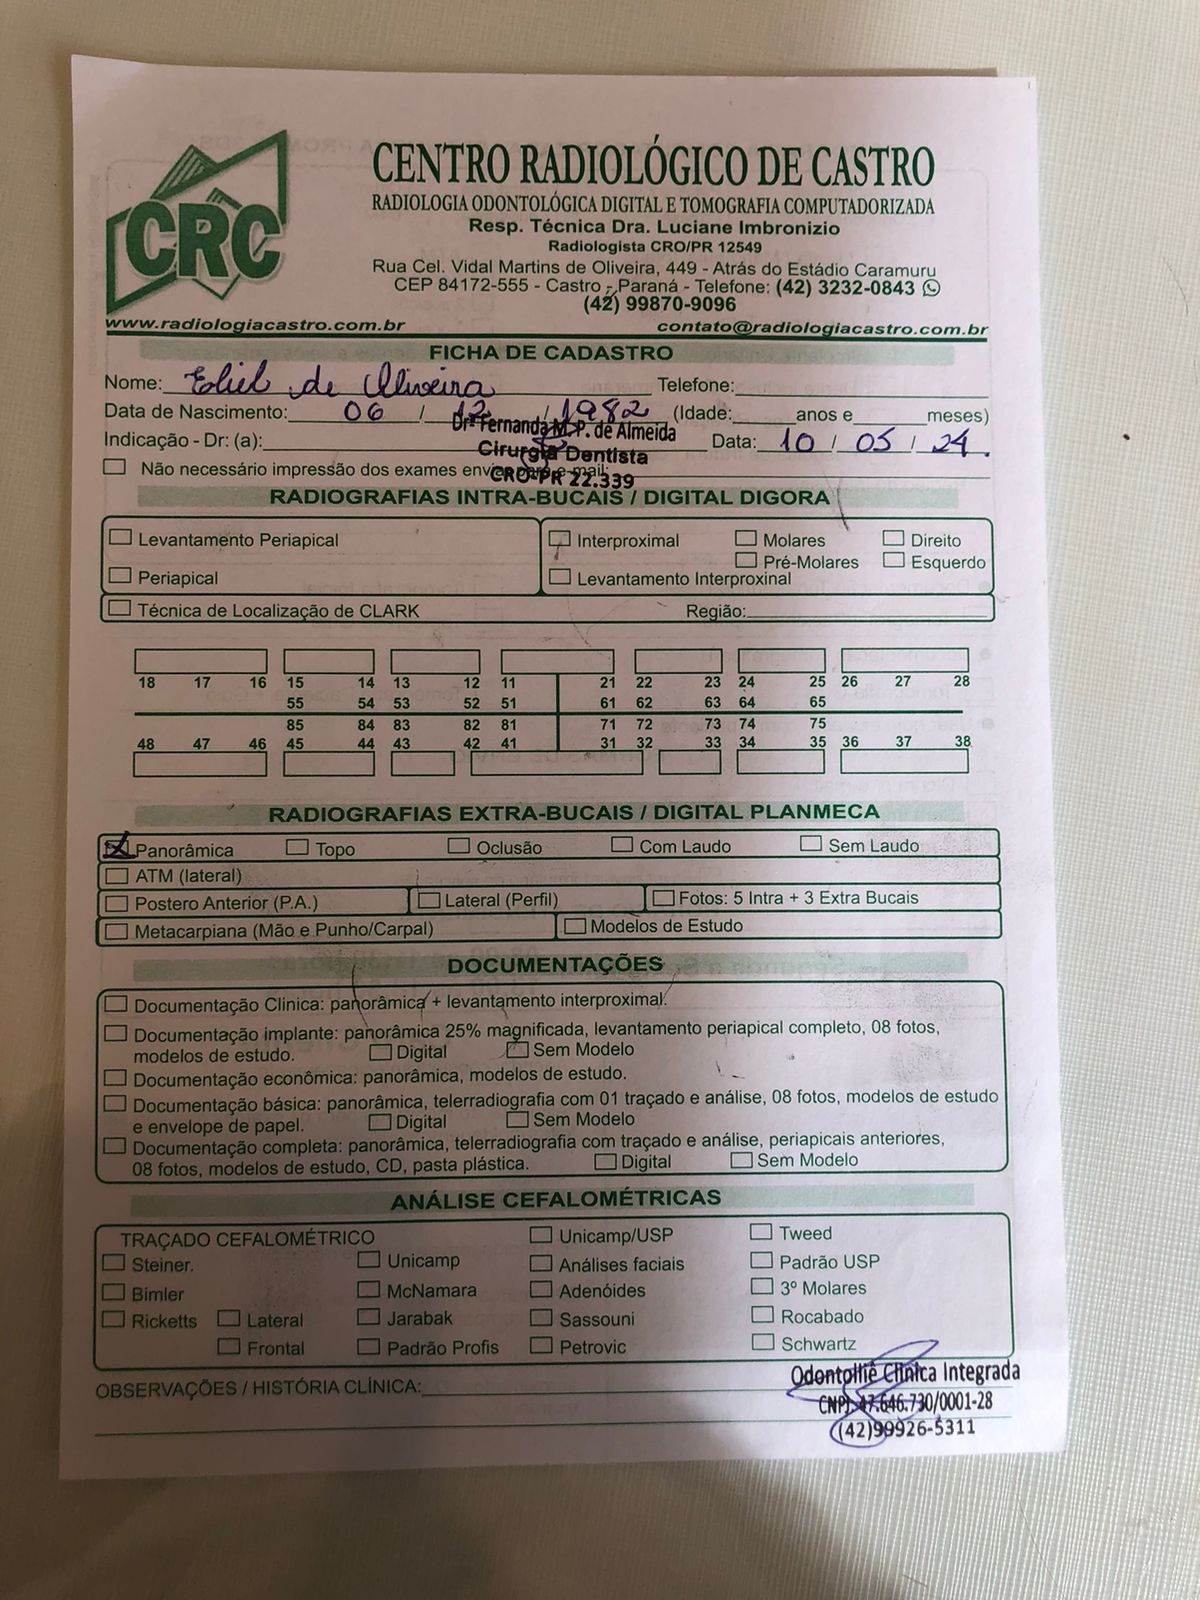 CRC
CENTRO RADIOLÓGICO DE CASTRO
RADIOLOGIA ODONTOLÓGICA DIGITAL E TOMOGRAFIA COMPUTADORIZADA
Resp. Técnica Dra. Luciane Imbronizio
Radiologista CRO/PR 12549
Rua Cel. Vidal Martins de Oliveira, 449 - Atrás do Estádio Caramuru
CEP 84172-555 - Castro - Paraná - Telefone: (42) 3232-0843
(42) 99870-9096
www.radiologiacastro.com.br contato@radiologiacastro.com.br
FICHA DE CADASTRO
Nome: Eliel de Oliveira Telefone:
Data de Nascimento: 06 / 12 / 1982 (Idade: anos e meses)
Drª Fernanda M. P. de Almeida
Indicação - Dr: (a): Data: 10 / 05 / 24.
Cirurgiã Dentista
Não necessário impressão dos exames enviar para e-mail:
CRO-PR 22.339
RADIOGRAFIAS INTRA-BUCAIS / DIGITAL DIGORA
Levantamento Periapical Interproximal Molares Direito
Pré-Molares Esquerdo
Periapical Levantamento Interproxinal
Técnica de Localização de CLARK Região:
18 17 16 15 14 13 12 11 21 22 23 24 25 26 27 28
55 54 53 52 51 61 62 63 64 65
85 84 83 82 81 71 72 73 74 75
48 47 46 45 44 43 42 41 31 32 33 34 35 36 37 38
RADIOGRAFIAS EXTRA-BUCAIS / DIGITAL PLANMECA
X Panorâmica Topo Oclusão Com Laudo Sem Laudo
ATM (lateral)
Postero Anterior (P.A.) Lateral (Perfil) Fotos: 5 Intra + 3 Extra Bucais
Metacarpiana (Mão e Punho/Carpal) Modelos de Estudo
DOCUMENTAÇÕES
Documentação Clinica: panorâmica + levantamento interproximal.
Documentação implante: panorâmica 25% magnificada, levantamento periapical completo, 08 fotos,
modelos de estudo. Digital Sem Modelo
Documentação econômica: panorâmica, modelos de estudo.
Documentação básica: panorâmica, telerradiografia com 01 traçado e análise, 08 fotos, modelos de estudo
e envelope de papel. Digital Sem Modelo
Documentação completa: panorâmica, telerradiografia com traçado e análise, periapicais anteriores,
08 fotos, modelos de estudo, CD, pasta plástica. Digital Sem Modelo
ANÁLISE CEFALOMÉTRICAS
TRAÇADO CEFALOMÉTRICO Unicamp/USP Tweed
Steiner. Unicamp Análises faciais Padrão USP
Bimler McNamara Adenóides 3º Molares
Ricketts Lateral Jarabak Sassouni Rocabado
Frontal Padrão Profis Petrovic Schwartz
OBSERVAÇÕES / HISTÓRIA CLÍNICA:
Odontolliê Clínica Integrada
CNPJ: 47.646.730/0001-28
(42)99926-5311